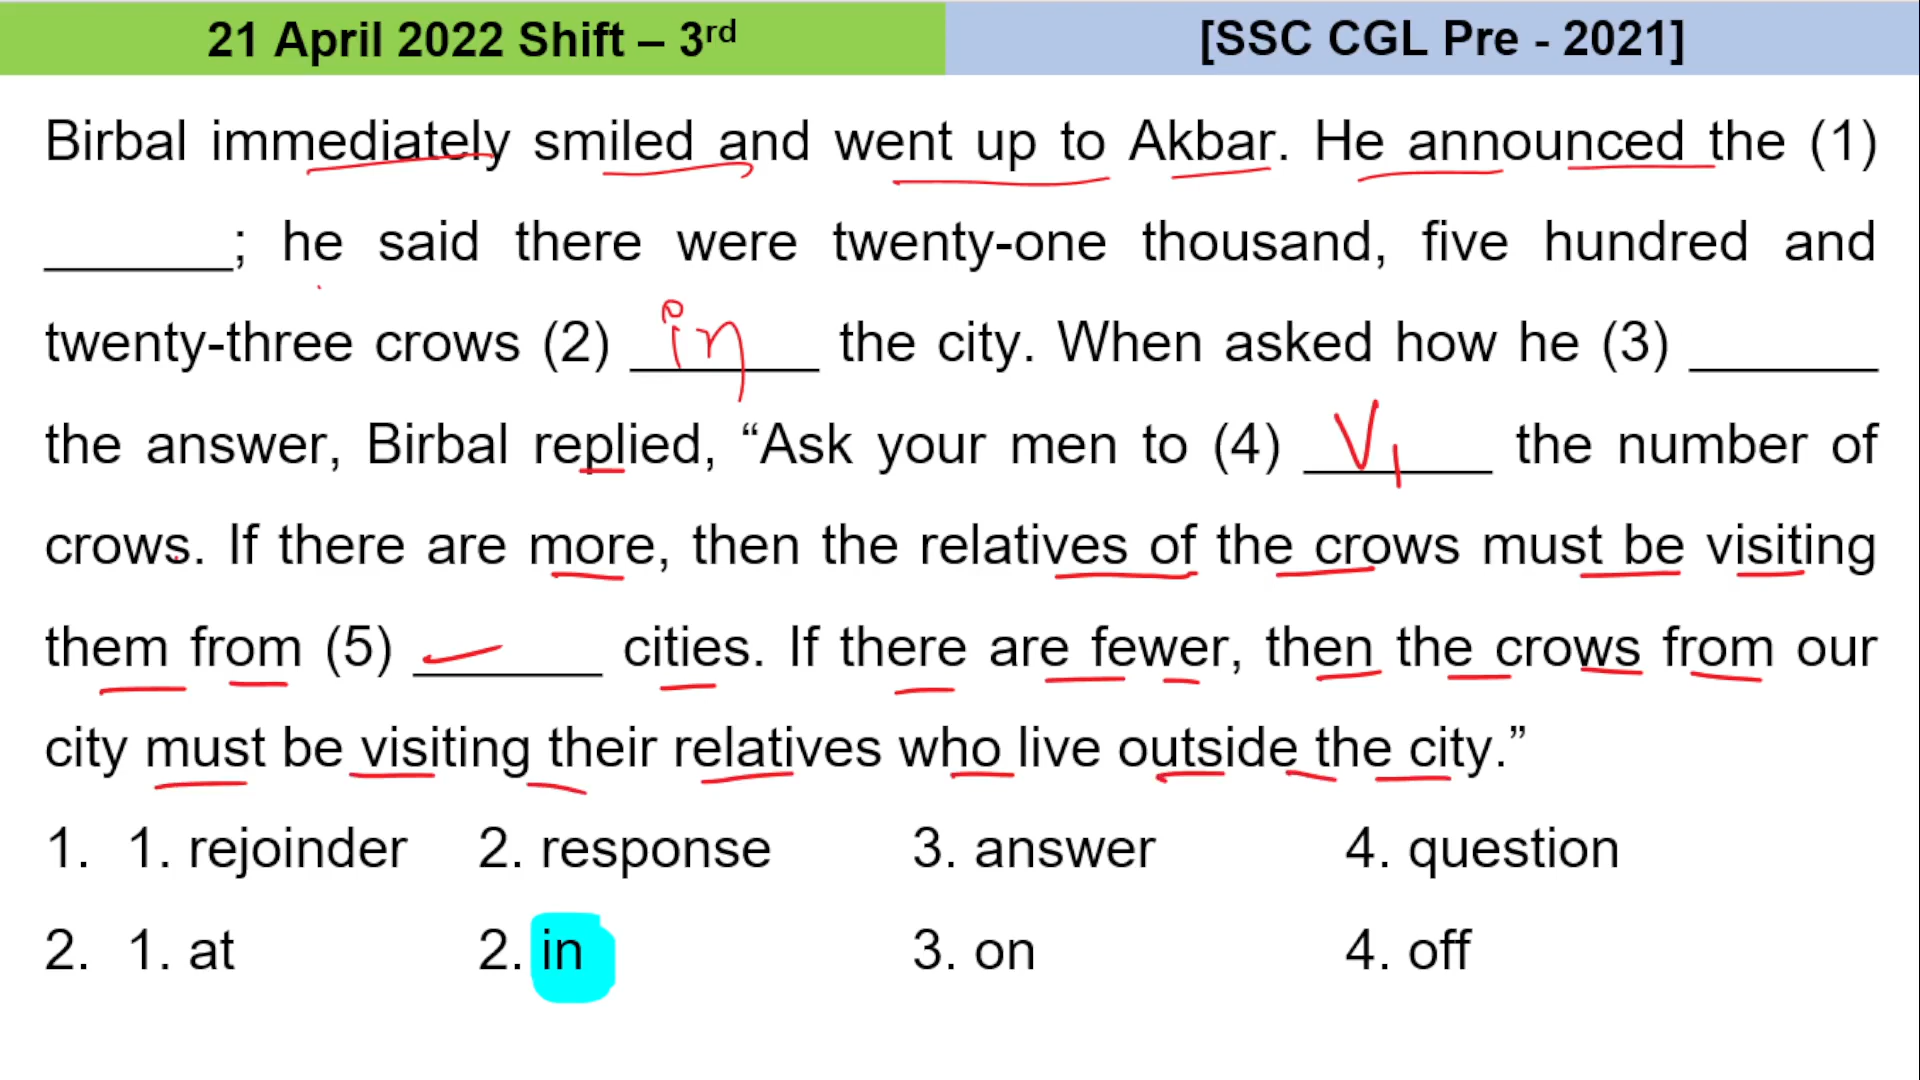 21 April 2022 Shift – 3rd
[SSC CGL Pre - 2021]
Birbal immediately smiled and went up to Akbar. He announced the (1)
______; he said there were twenty-one thousand, five hundred and
twenty-three crows (2) in the city. When asked how he (3) ______
the answer, Birbal replied, “Ask your men to (4) V1 the number of
crows. If there are more, then the relatives of the crows must be visiting
them from (5) ______ cities. If there are fewer, then the crows from our
city must be visiting their relatives who live outside the city.”
1. 1. rejoinder 2. response 3. answer 4. question
2. 1. at 2. in 3. on 4. off